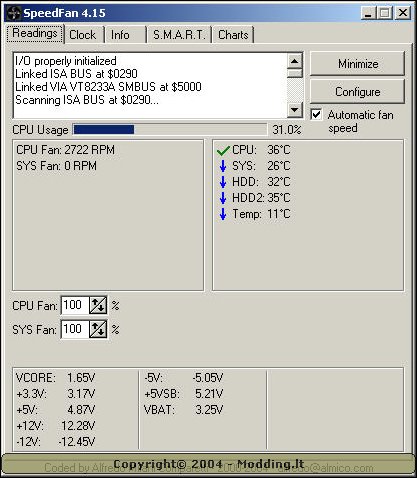 SpeedFan 4.15
Readings Clock Info S.M.A.R.T. Charts
I/O properly initialized
Linked ISA BUS at $0290
Linked VIA VT8233A SMBUS at $5000
Scanning ISA BUS at $0290...
Minimize
Configure
CPU Usage 31.0%
Automatic fan
speed
CPU Fan: 2722 RPM
SYS Fan: 0 RPM
CPU: 36°C
SYS: 26°C
HDD: 32°C
HDD2: 35°C
Temp: 11°C
CPU Fan: 100 %
SYS Fan: 100 %
VCORE: 1.65V
+3.3V: 3.17V
+5V: 4.87V
+12V: 12.28V
-12V: -12.45V
-5V: -5.05V
+5VSB: 5.21V
VBAT: 3.25V
Coded by Alfredo 2000-2004 - alfredo@almico.com
Copyright© 2004 - Modding.lt